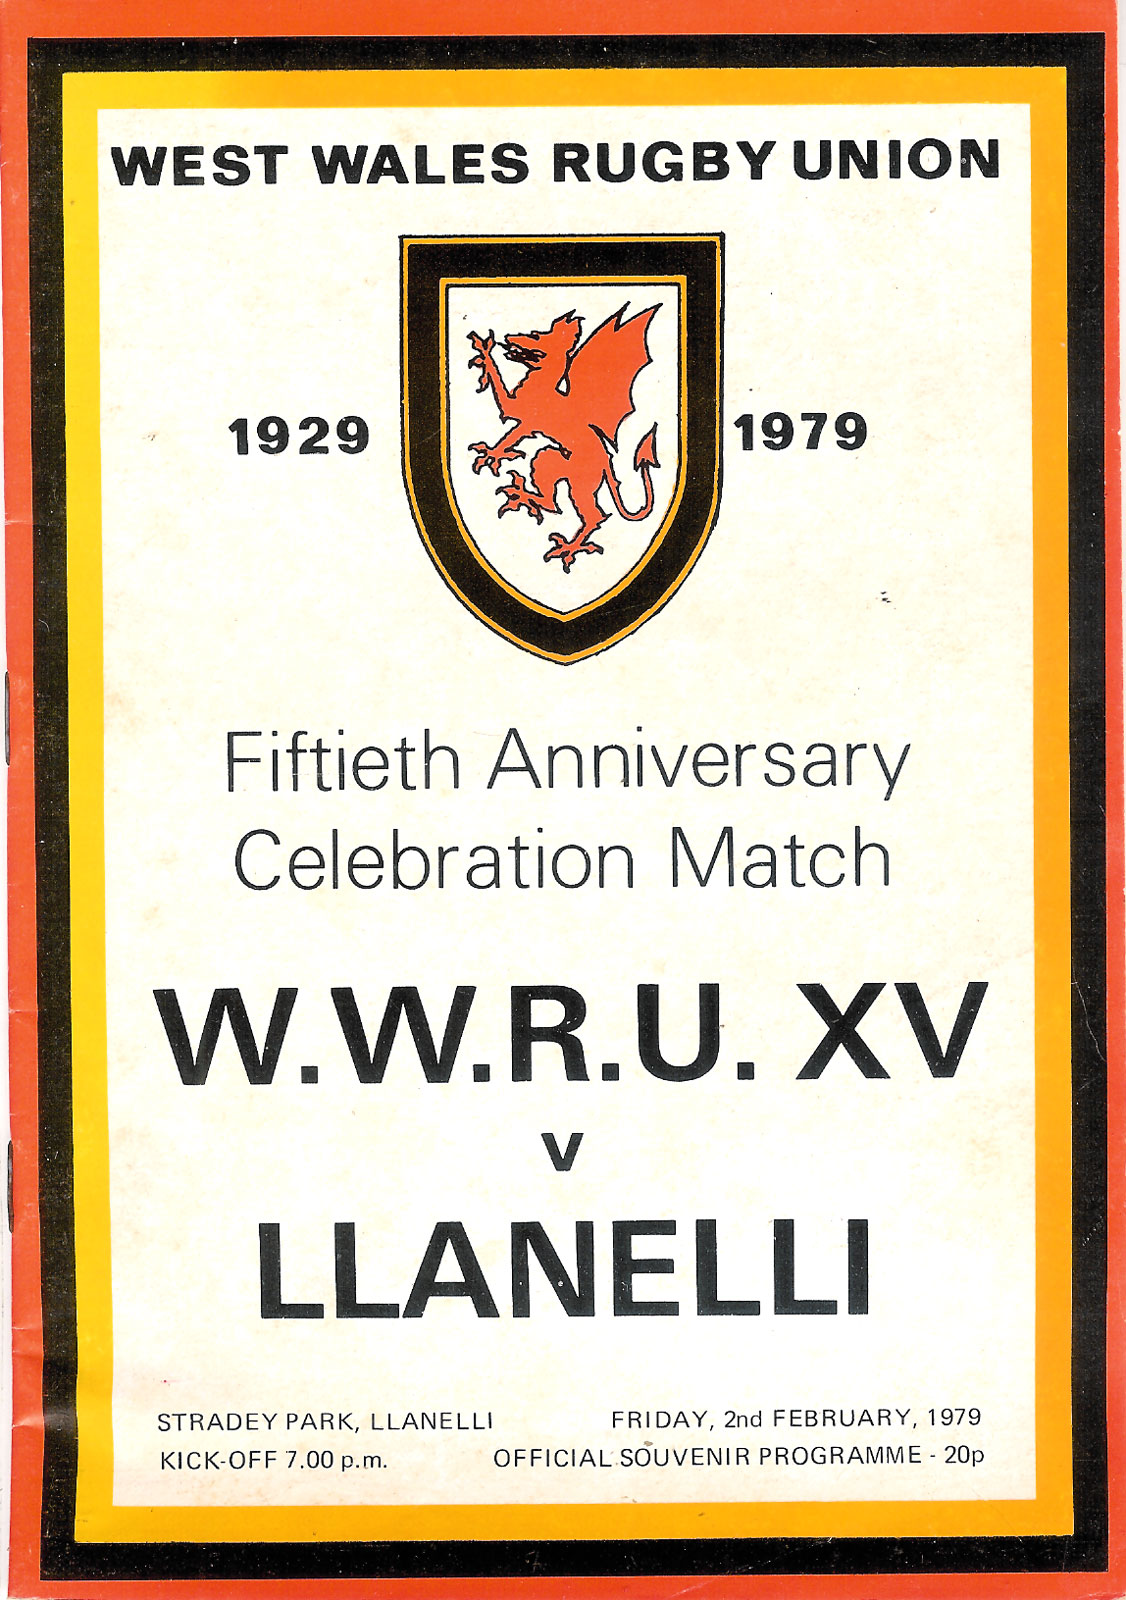 WEST WALES RUGBY UNION
1929 1979
Fiftieth Anniversary
Celebration Match
W.W.R.U. XV
v
LLANELLI
STRADEY PARK, LLANELLI FRIDAY, 2nd FEBRUARY, 1979
KICK-OFF 7.00 p.m. OFFICIAL SOUVENIR PROGRAMME - 20p